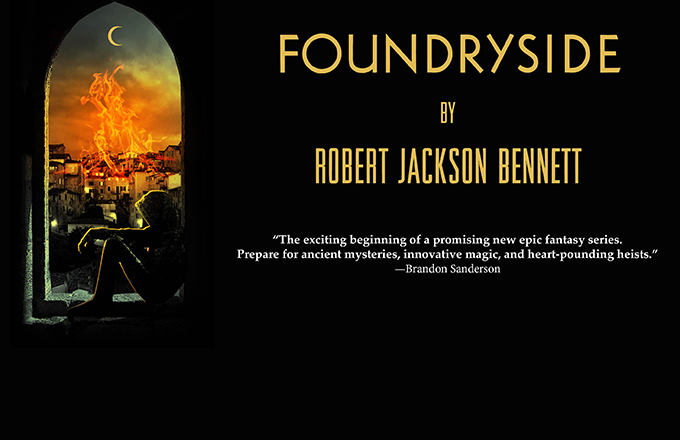 FOUNDRYSIDE
BY
ROBERT JACKSON BENNETT
“The exciting beginning of a promising new epic fantasy series.
Prepare for ancient mysteries, innovative magic, and heart-pounding heists.”
—Brandon Sanderson